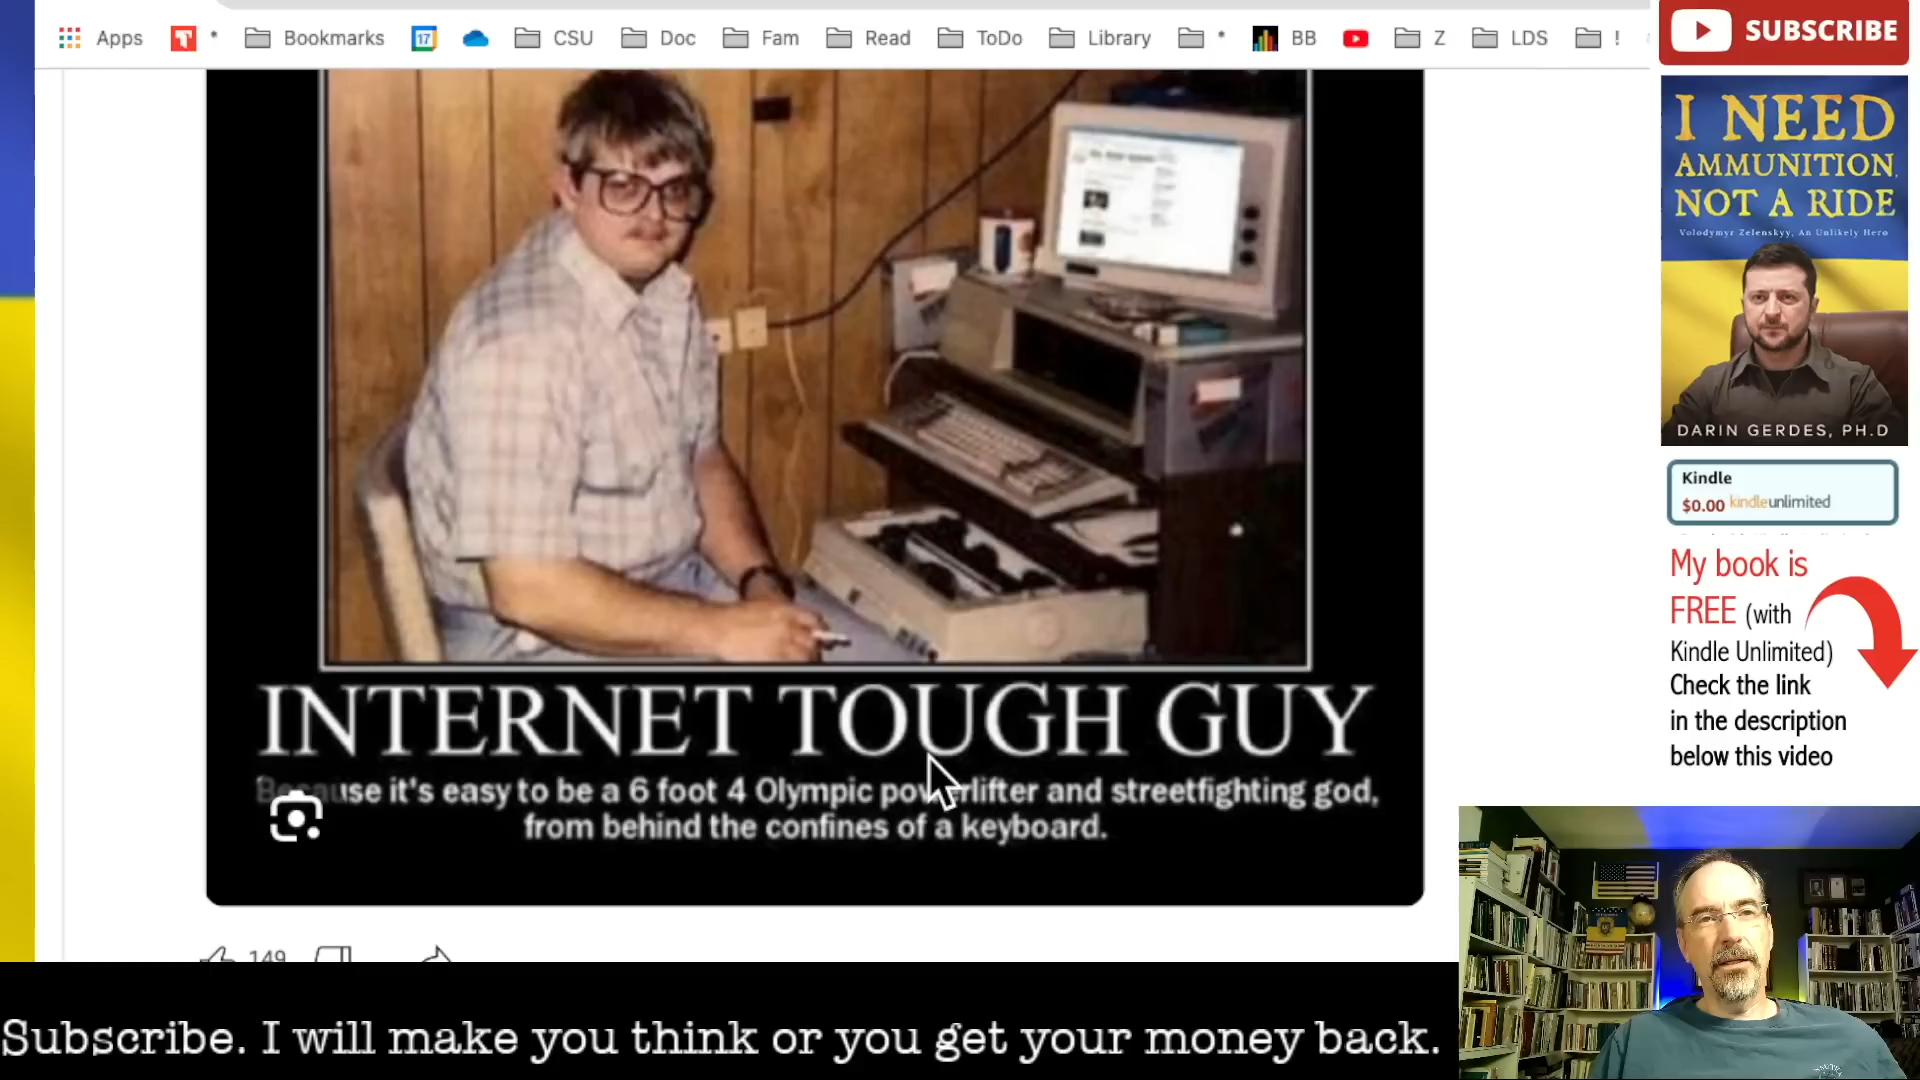 Apps
*
Bookmarks
17
CSU
Doc
Fam
Read
ToDo
Library
*
BB
Z
LDS
!
SUBSCRIBE
I NEED
AMMUNITION,
NOT A RIDE
Volodymyr Zelenskyy, An Unlikely Hero
DARIN GERDES, PH.D
Kindle
$0.00 kindleunlimited
My book is
FREE (with
Kindle Unlimited)
Check the link
in the description
below this video
INTERNET TOUGH GUY
Because it's easy to be a 6 foot 4 Olympic powerlifter and streetfighting god,
from behind the confines of a keyboard.
149
Subscribe. I will make you think or you get your money back.